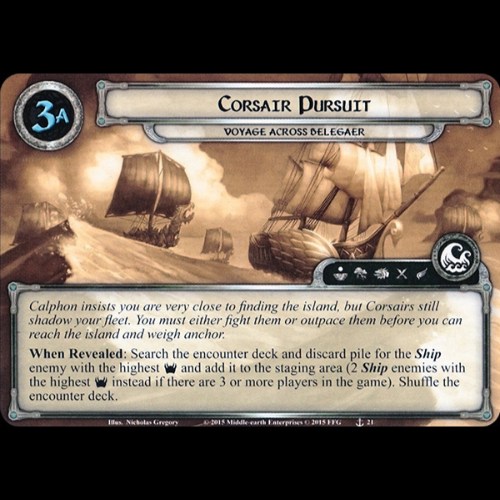 3A
Corsair Pursuit
Voyage Across Belegaer
Calphon insists you are very close to finding the island, but Corsairs still
shadow your fleet. You must either fight them or outpace them before you can
reach the island and weigh anchor.
When Revealed: Search the encounter deck and discard pile for the Ship
enemy with the highest and add it to the staging area (2 Ship enemies
with the highest instead if there are 3 or more players in the game). Shuffle the
encounter deck.
Illus. Nicholas Gregory © 2015 Middle-earth Enterprises © 2015 FFG 21